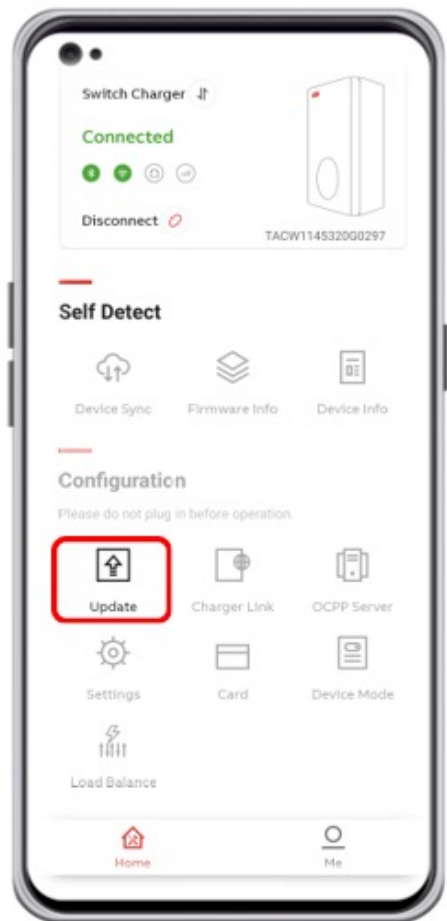 Switch Charger
Connected
Disconnect
TACW1145320G0297
Self Detect
Device Sync Firmware Info Device Info
Configuration
Please do not plug in before operation.
Update Charger Link OCPP Server
Settings Card Device Mode
Load Balance
Home Me